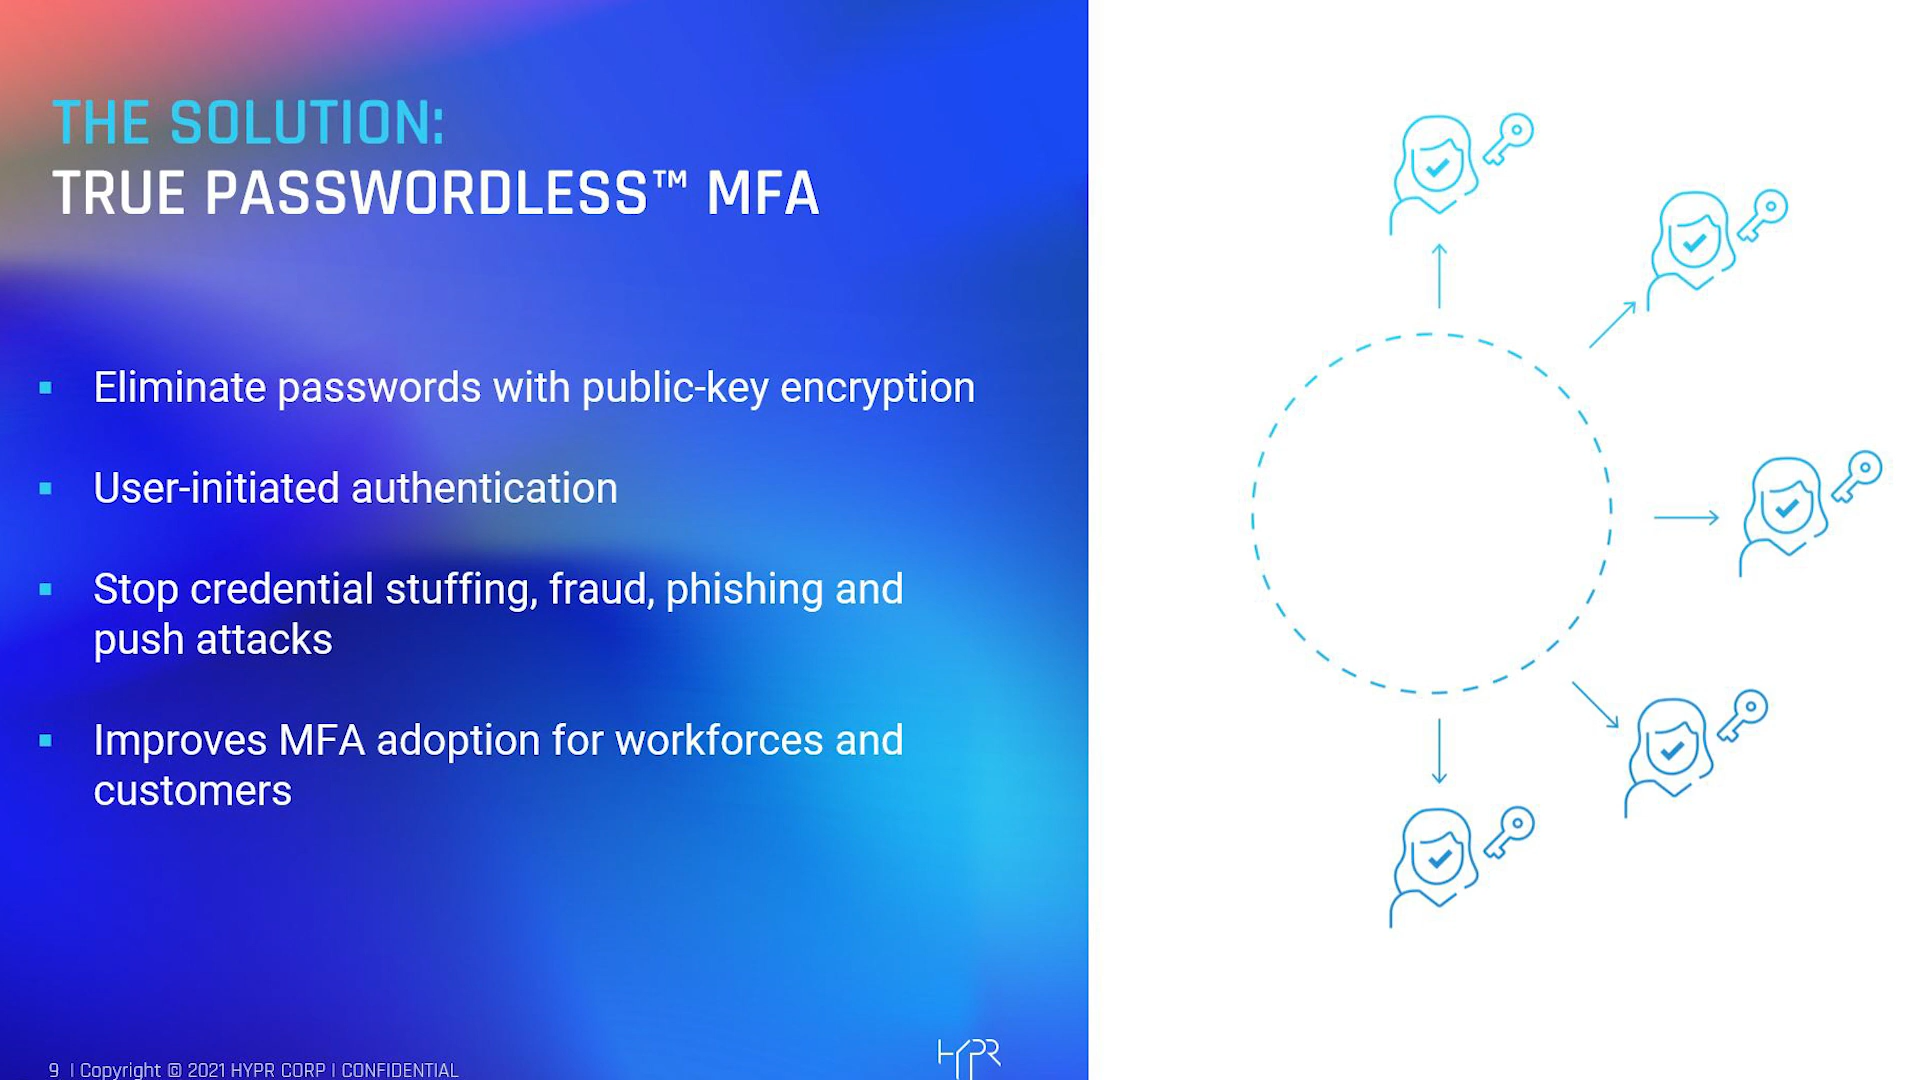 THE SOLUTION:
TRUE PASSWORDLESS™ MFA
▪ Eliminate passwords with public-key encryption
▪ User-initiated authentication
▪ Stop credential stuffing, fraud, phishing and
push attacks
▪ Improves MFA adoption for workforces and
customers
9 | Copyright © 2021 HYPR CORP | CONFIDENTIAL
HYPR